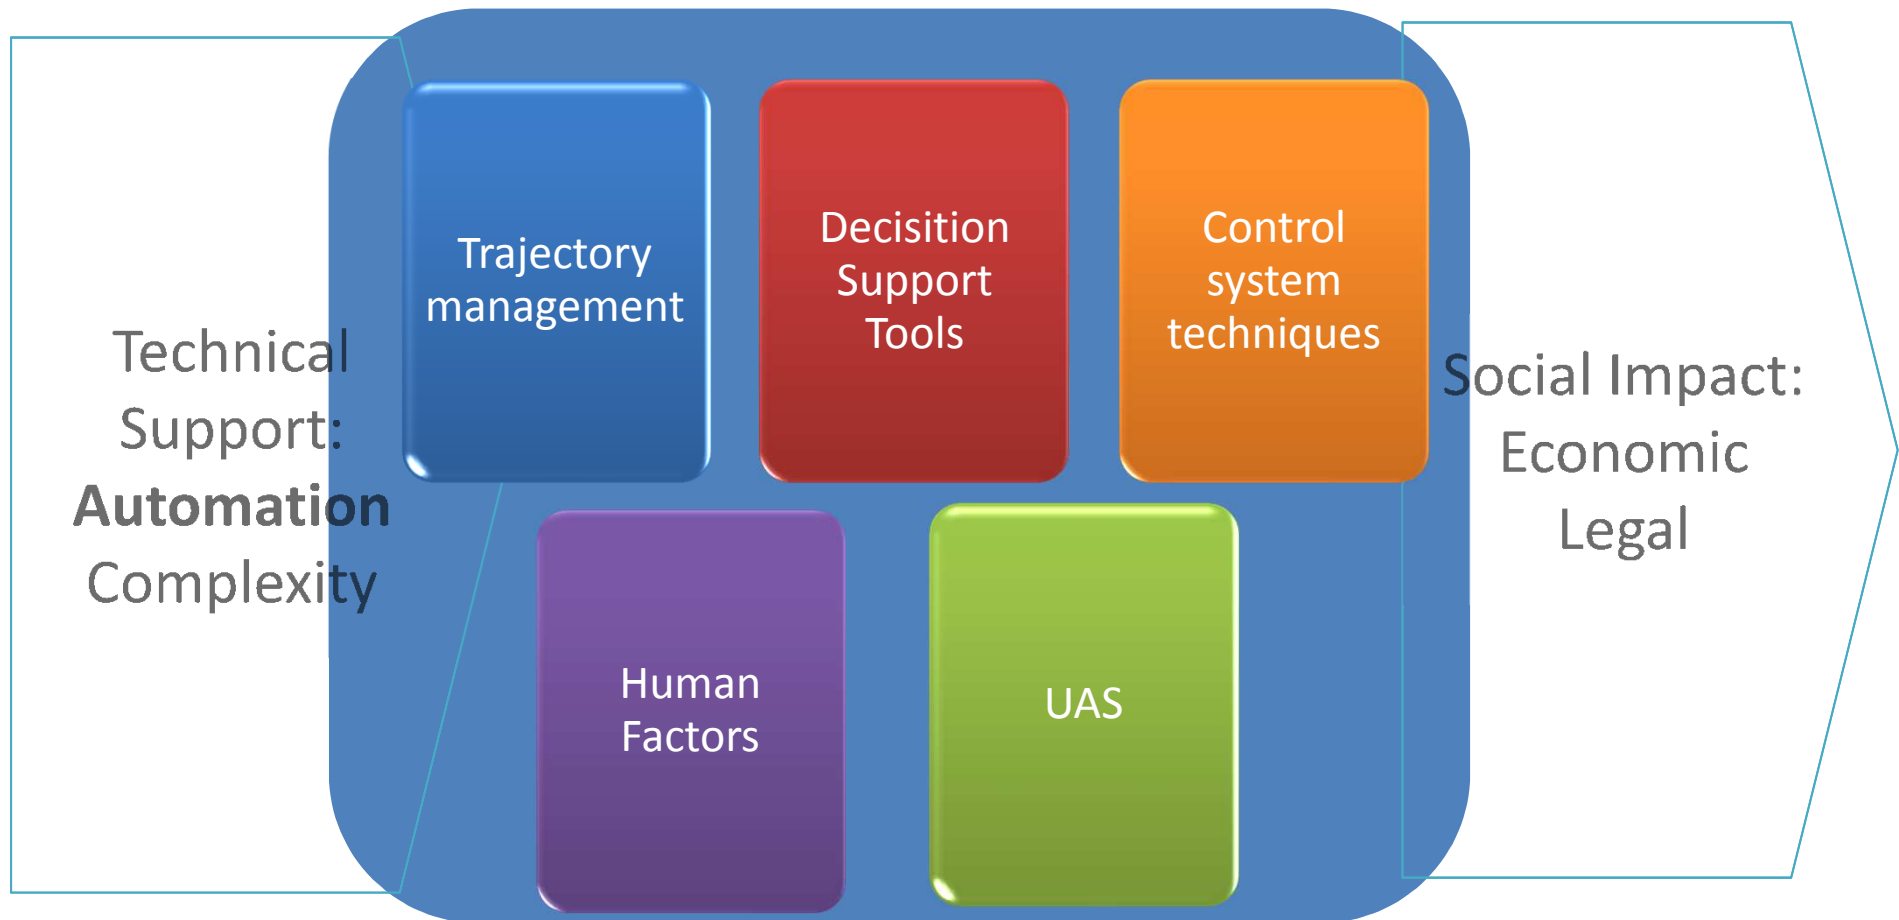 Technical
Support:
Automation
Complexity
Trajectory
management
Decisition
Support
Tools
Control
system
techniques
Human
Factors
UAS
Social Impact:
Economic
Legal